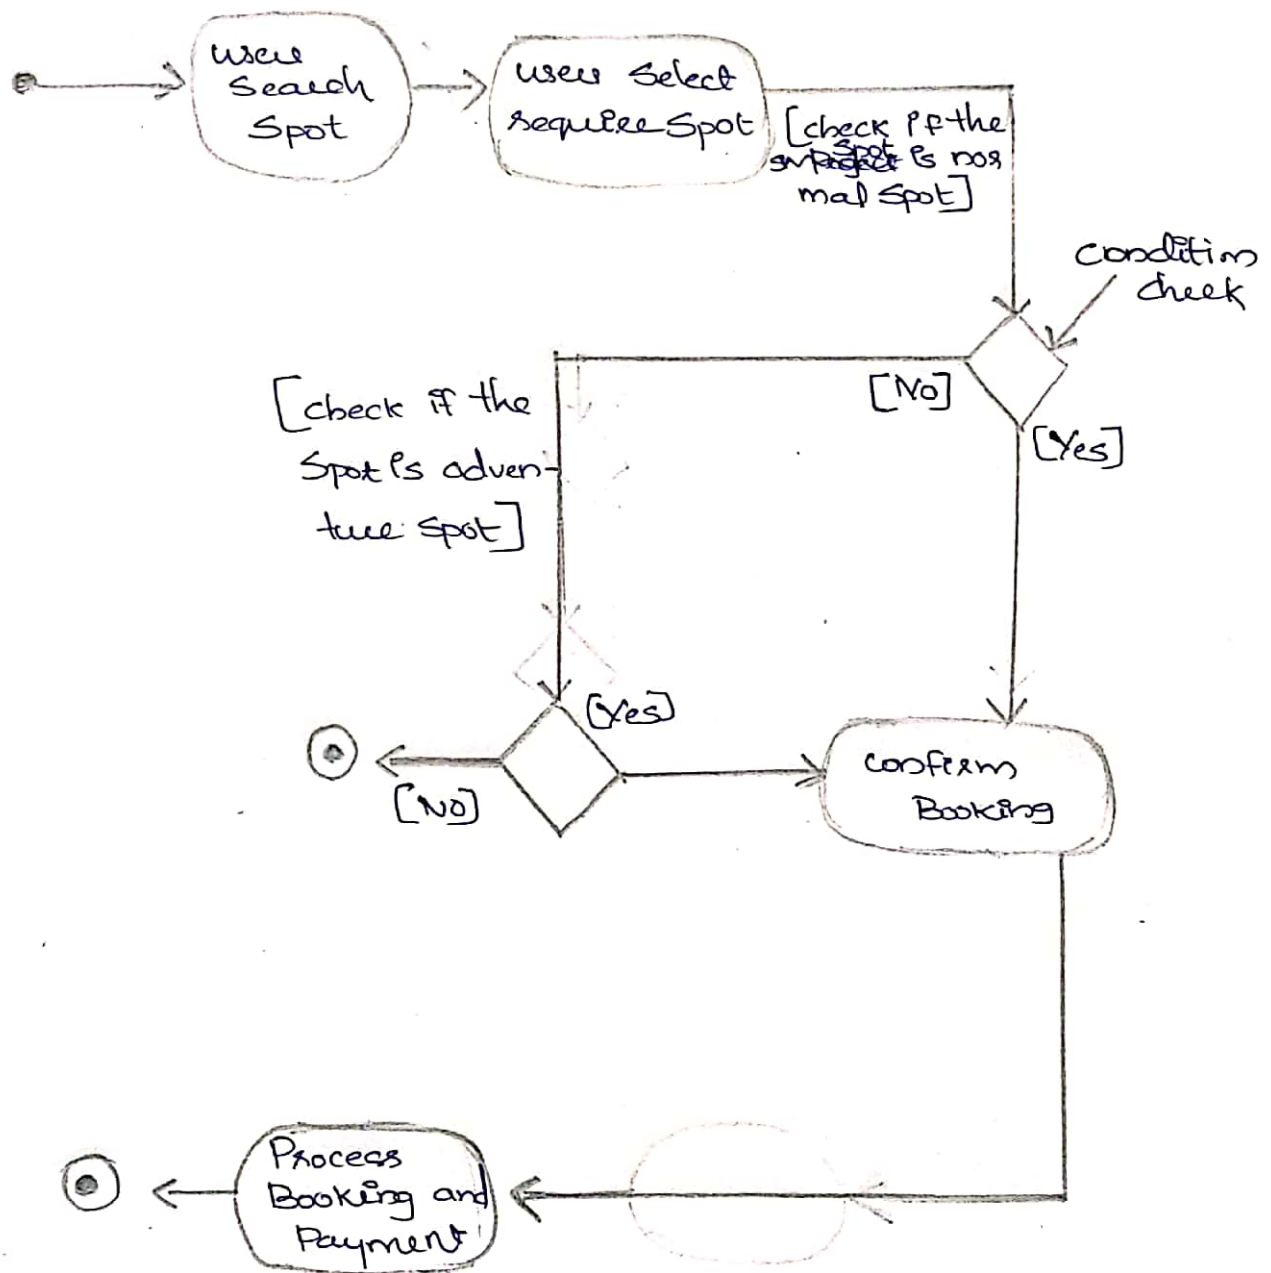 user
Search
Spot
user Select
require Spot
[check if the
Spot is nor
mal Spot]
condition
check
[No]
[Yes]
[check if the
Spot is adven-
ture Spot]
[Yes]
[NO]
confirm
Booking
Process
Booking and
Payment